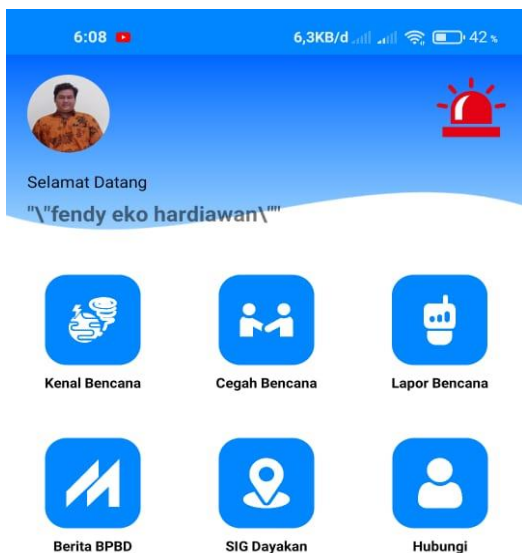 6:08 6,3KB/d 42 %
Selamat Datang
"\"fendy eko hardiawan\""
Kenal Bencana Cegah Bencana Lapor Bencana
Berita BPBD SIG Dayakan Hubungi